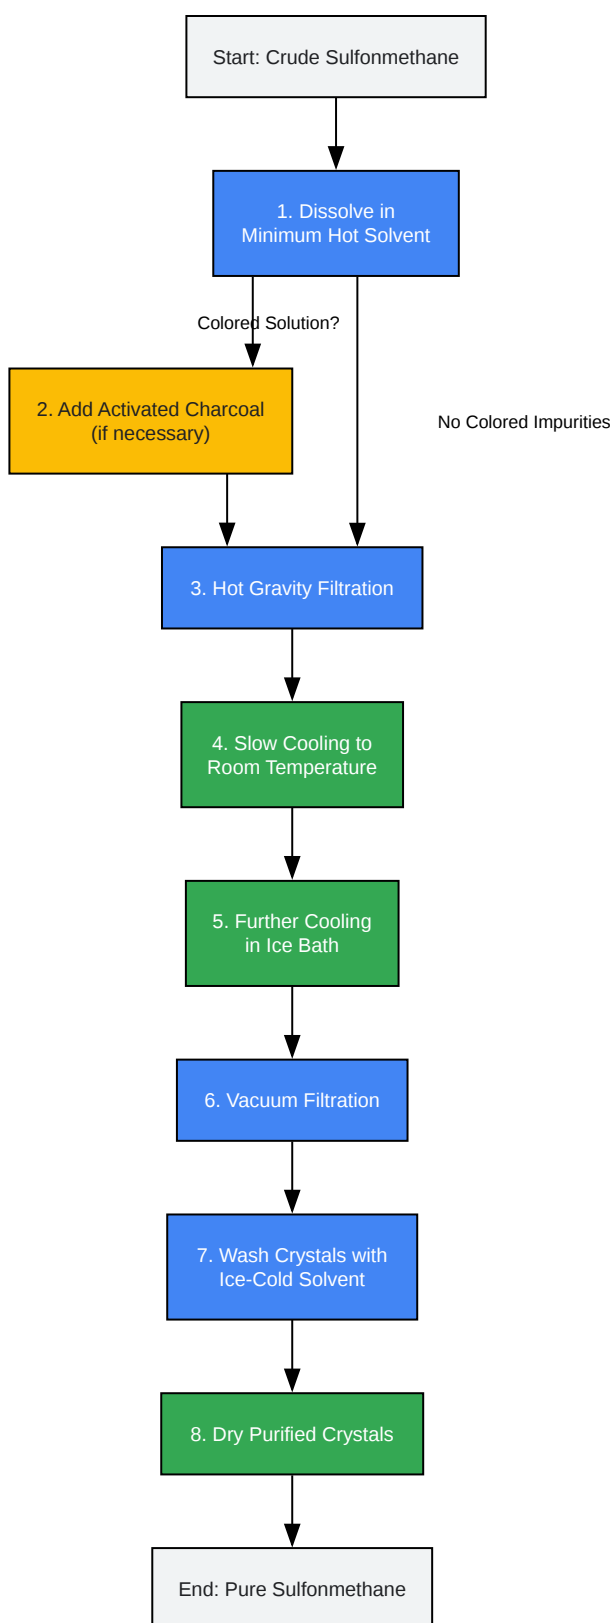 Start: Crude Sulfonmethane
1. Dissolve in
Minimum Hot Solvent
Colored Solution?
2. Add Activated Charcoal
(if necessary)
No Colored Impurities
3. Hot Gravity Filtration
4. Slow Cooling to
Room Temperature
5. Further Cooling
in Ice Bath
6. Vacuum Filtration
7. Wash Crystals with
Ice-Cold Solvent
8. Dry Purified Crystals
End: Pure Sulfonmethane